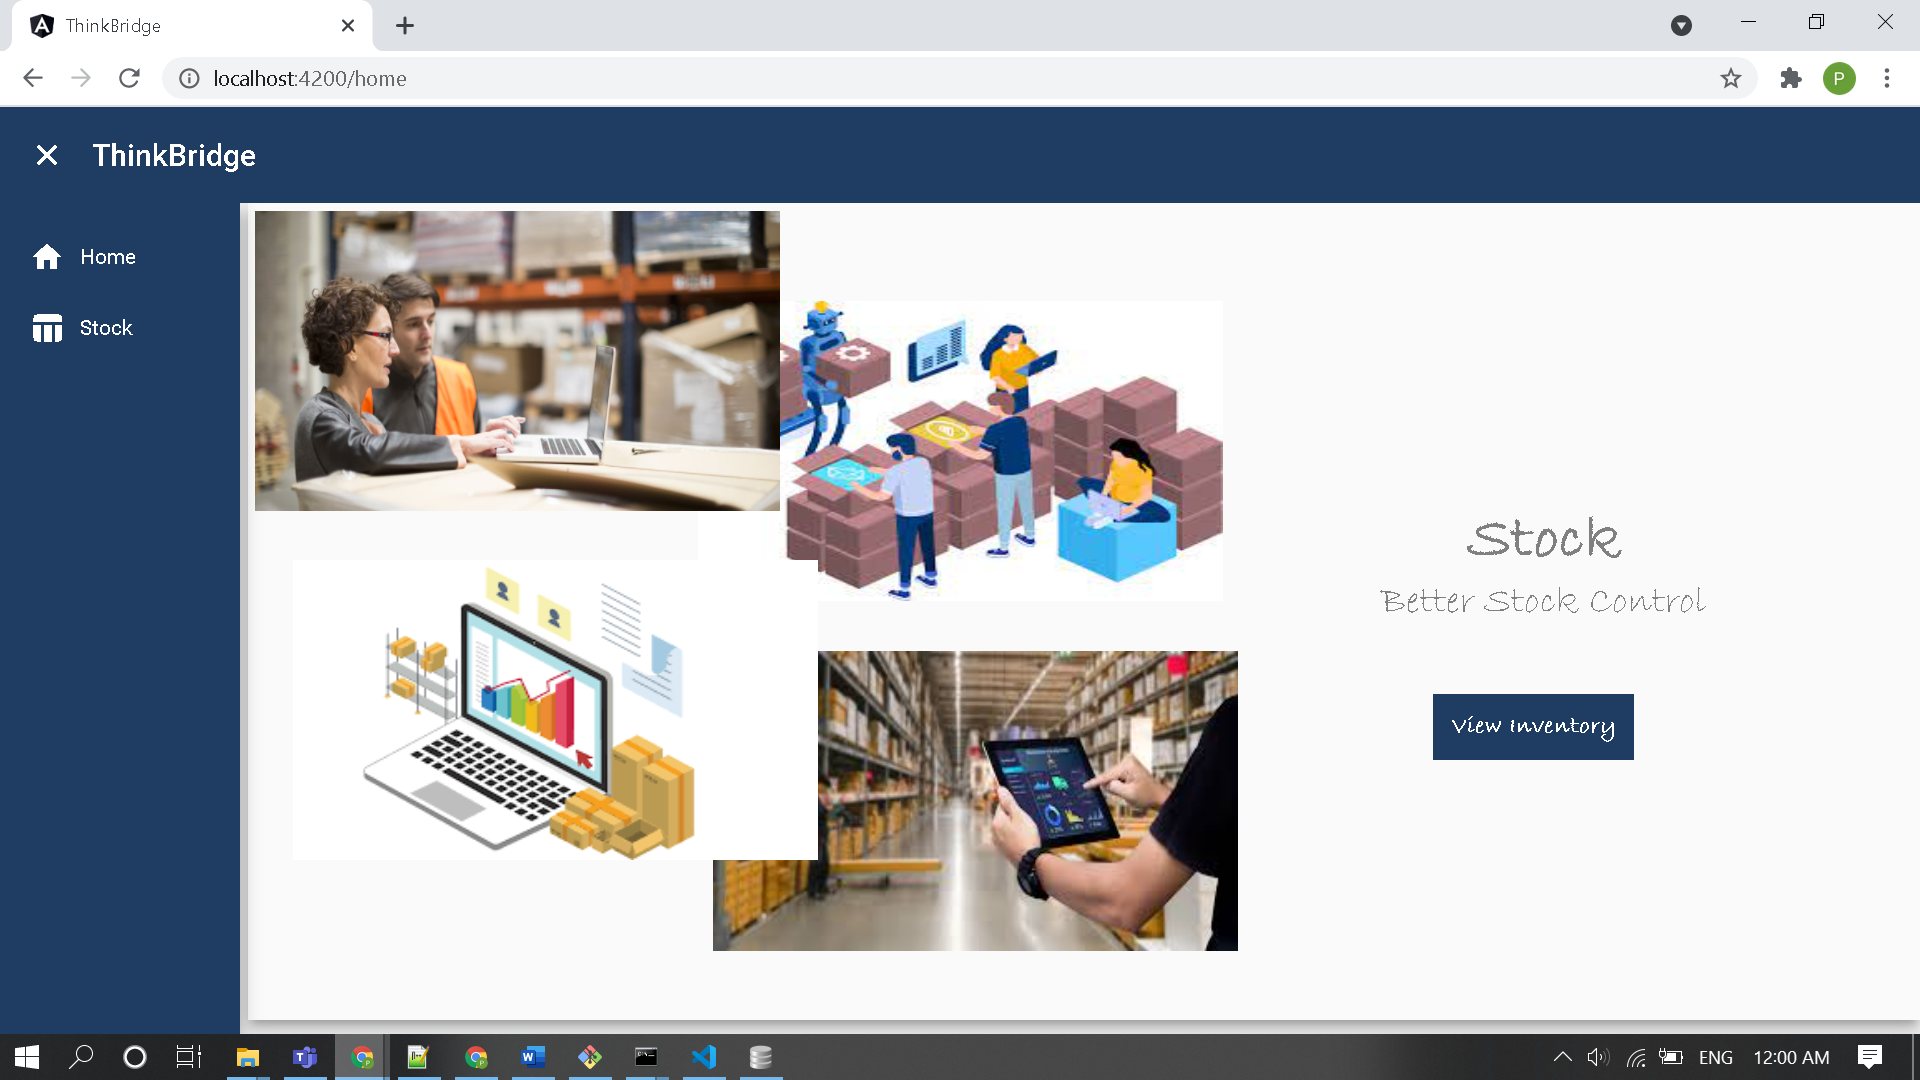 ThinkBridge
localhost:4200/home
P
ThinkBridge
Home
Stock
Stock
Better Stock Control
View Inventory
ENG
12:00 AM